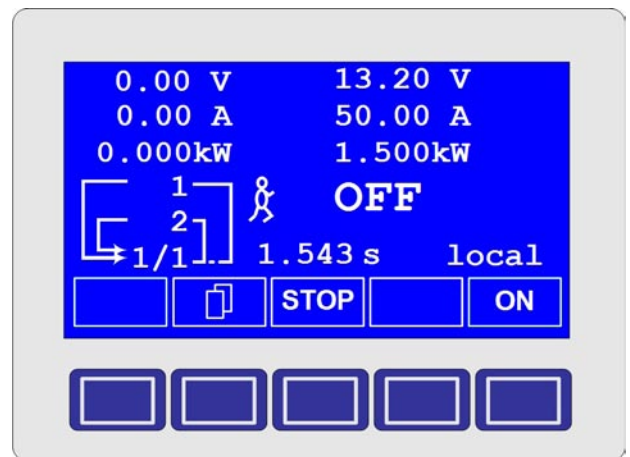 0.00 V 13.20 V
0.00 A 50.00 A
0.000kW 1.500kW
1 OFF
2
1/1 1.543 s local
STOP ON